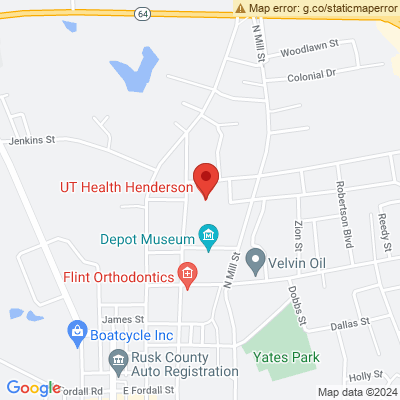 Map error: g.co/staticmaperror
64
N Mill St
Woodlawn St
Colonial Dr
Jenkins St
UT Health Henderson
Robertson Blvd
Reedy St
Zion St
Depot Museum
Velvin Oil
Flint Orthodontics
N Mill St
Dobbs St
James St
Dallas St
Boatcycle Inc
Rusk County
Auto Registration
Yates Park
Holly St
Google
Fordall Rd
E Fordall St
Map data ©2024